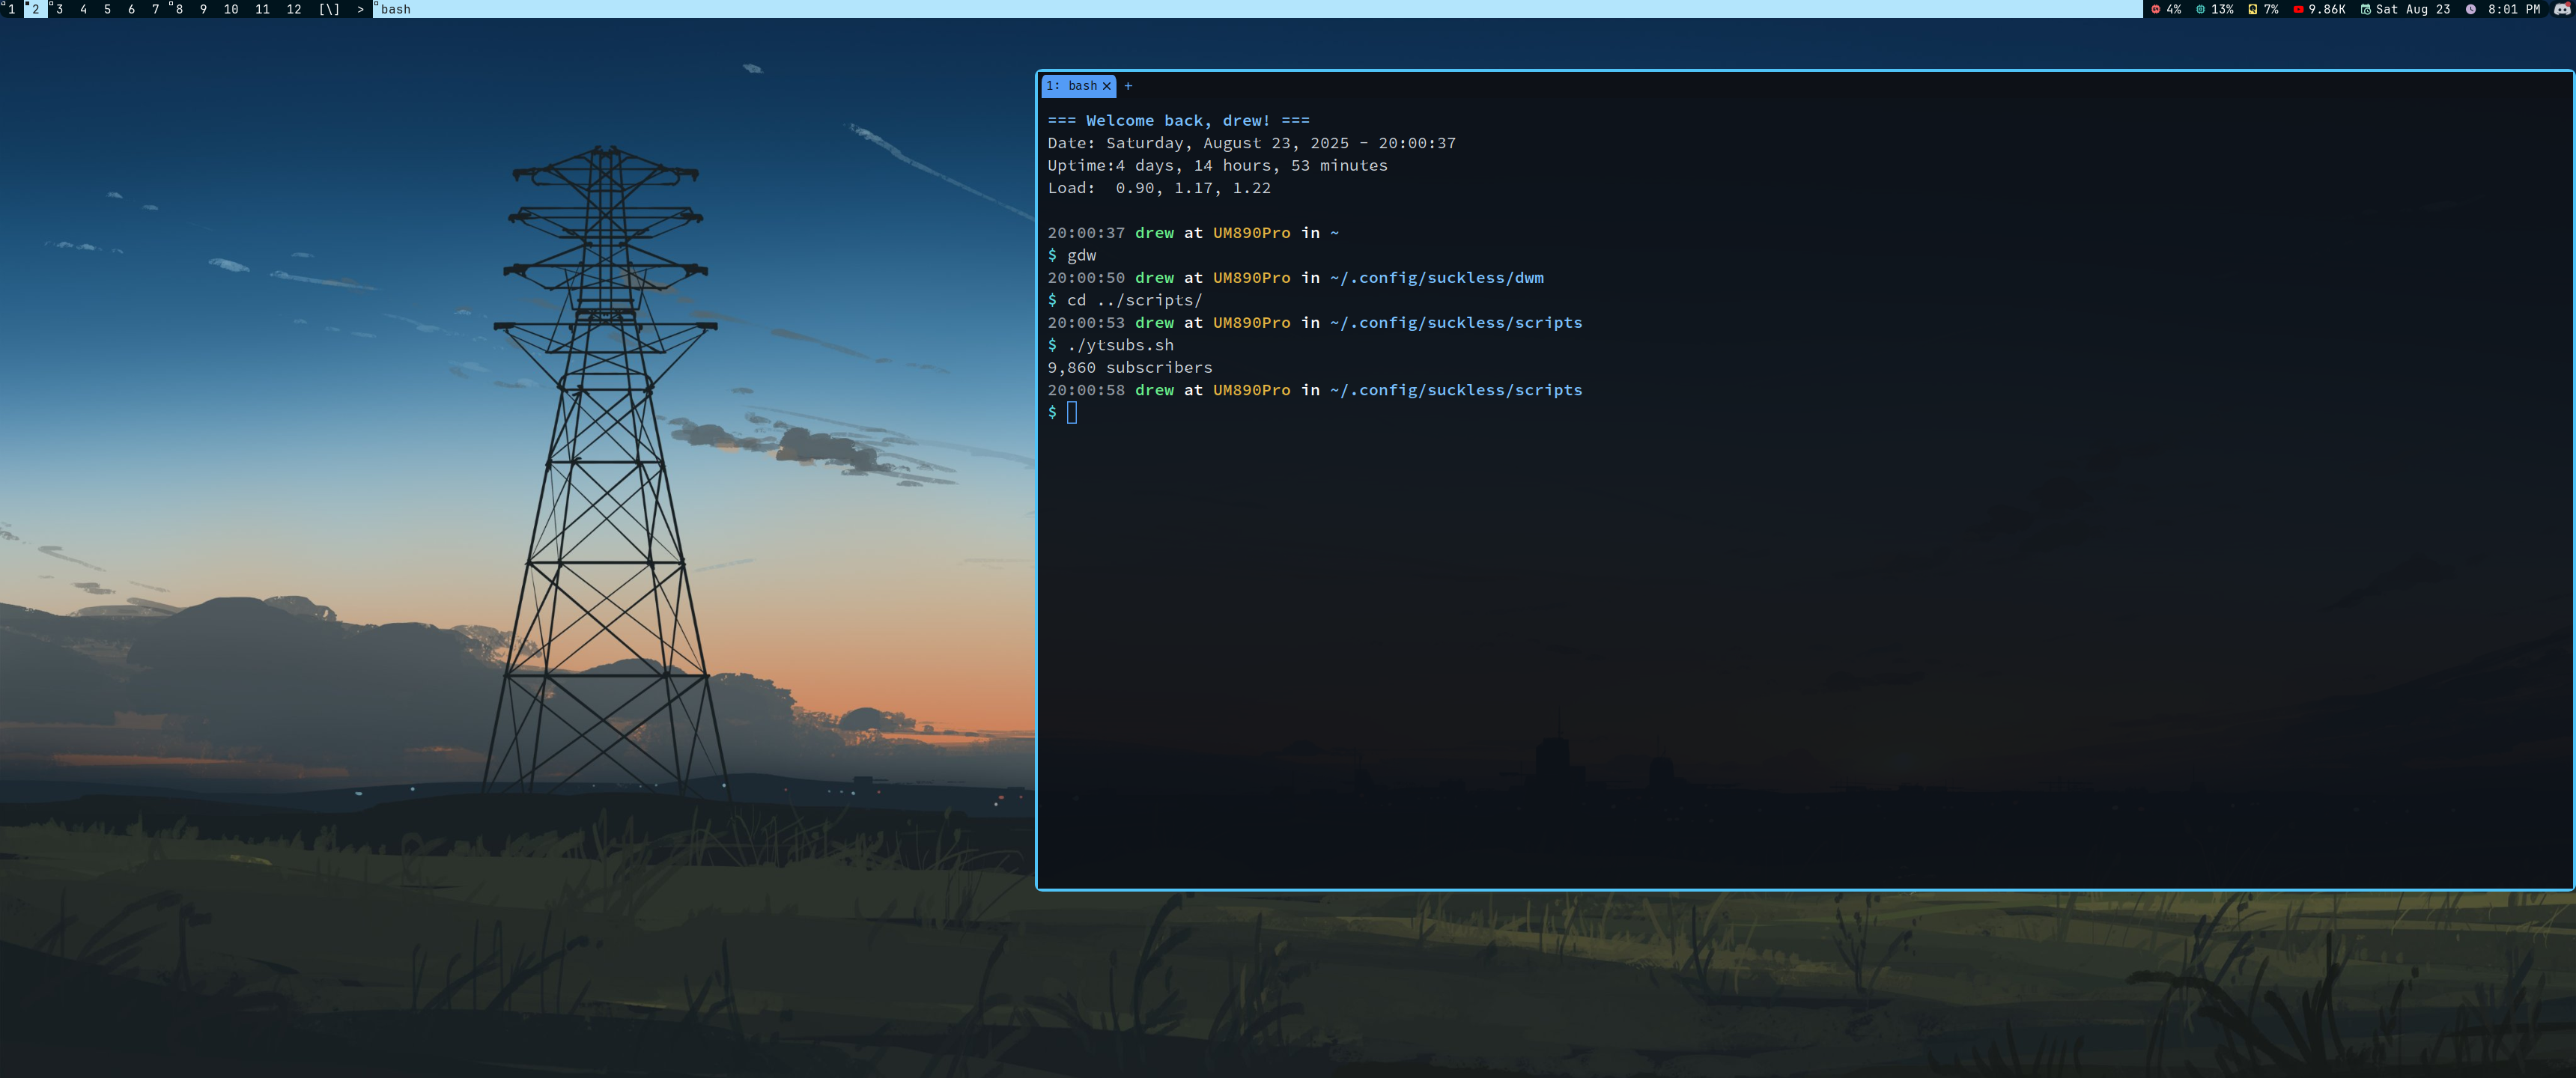 1 2 3 4 5 6 7 8 9 10 11 12 [\] > bash 4% 13% 7% 9.86K Sat Aug 23 8:01 PM
1: bash × +
=== Welcome back, drew! ===
Date: Saturday, August 23, 2025 - 20:00:37
Uptime:4 days, 14 hours, 53 minutes
Load:  0.90, 1.17, 1.22
20:00:37 drew at UM890Pro in ~
$ gdw
20:00:50 drew at UM890Pro in ~/.config/suckless/dwm
$ cd ../scripts/
20:00:53 drew at UM890Pro in ~/.config/suckless/scripts
$ ./ytsubs.sh
9,860 subscribers
20:00:58 drew at UM890Pro in ~/.config/suckless/scripts
$